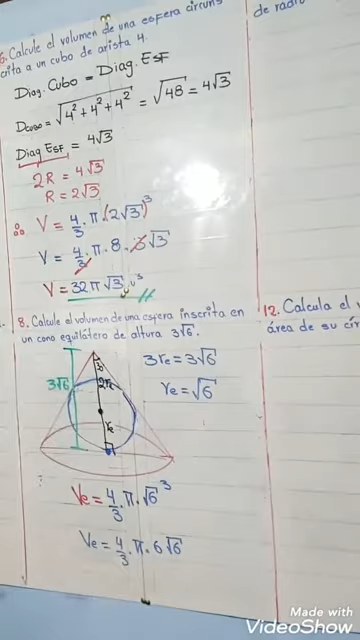 6. Calcule el volumen de una esfera circuns
crita a un cubo de arista 4.
Diag. Cubo = Diag. Esf
Dcubo = √4² + 4² + 4² = √48 = 4√3
Diag Esf = 4√3
2R = 4√3
R = 2√3
∴ V = 4/3 · π · (2√3)³
V = 4/3 · π · 8 · 3√3
V = 32π√3 u³
de radio
8. Calcule el volumen de una esfera inscrita en
un cono equilátero de altura 3√6.
3√6
2re
re
3re = 3√6
re = √6
Ve = 4/3 · π · √6³
Ve = 4/3 · π · 6√6
12. Calcula el
área de su cír
Made with
VideoShow